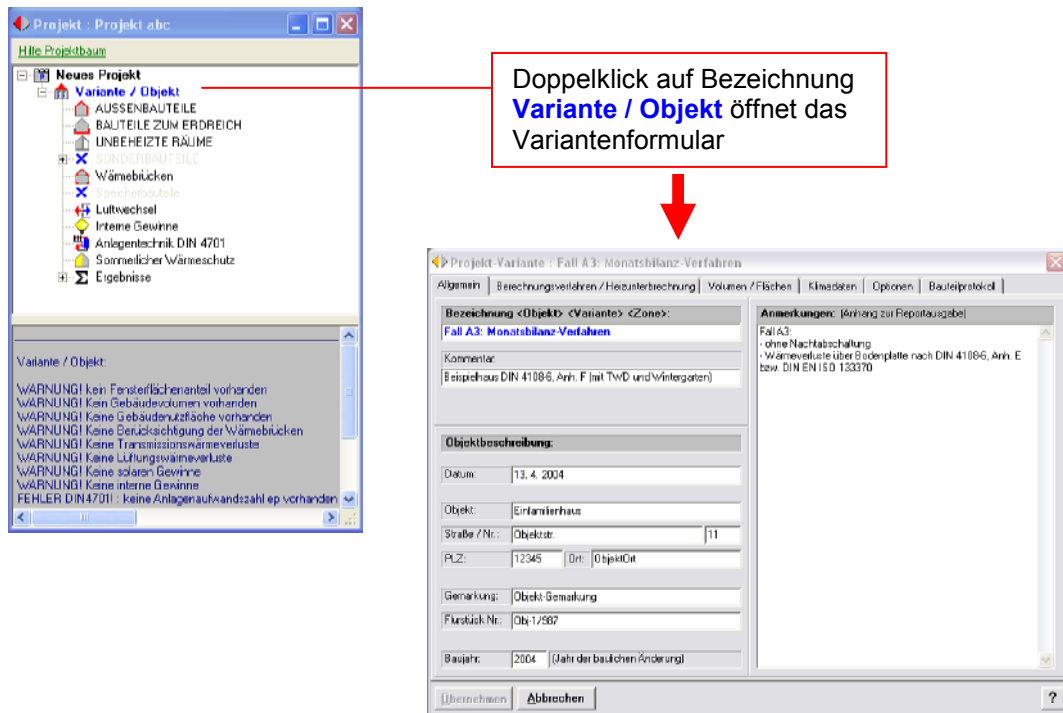 Projekt : Projekt abc
Hilfe Projektbaum
Neues Projekt
Variante / Objekt
AUSSENBAUTEILE
BAUTEILE ZUM ERDREICH
UNBEHEIZTE RÄUME
SONDERBAUTEILE
Wärmebrücken
Speicherbauteile
Luftwechsel
Interne Gewinne
Anlagentechnik DIN 4701
Sommerlicher Wärmeschutz
Ergebnisse
Variante / Objekt:
WARNUNG! kein Fensterflächenanteil vorhanden
WARNUNG! Kein Gebäudevolumen vorhanden
WARNUNG! Keine Gebäudenutzfläche vorhanden
WARNUNG! Keine Berücksichtigung der Wärmebrücken
WARNUNG! Keine Transmissionswärmeverluste
WARNUNG! Keine Lüftungswärmeverluste
WARNUNG! Keine solaren Gewinne
WARNUNG! Keine interne Gewinne
FEHLER DIN4701! : keine Anlagenaufwandszahl ep vorhanden
Doppelklick auf Bezeichnung
Variante / Objekt öffnet das
Variantenformular
Projekt-Variante : Fall A3: Monatsbilanz-Verfahren
Allgemein Berechnungsverfahren / Heizunterbrechnung Volumen / Flächen Klimadaten Optionen Bauteilprotokoll
Bezeichnung <Objekt> <Variante> <Zone>:
Fall A3: Monatsbilanz-Verfahren
Kommentar:
Beispielhaus DIN 4108-6, Anh. F (mit TWD und Wintergarten)
Objektbeschreibung:
Datum: 13. 4. 2004
Objekt: Einfamilienhaus
Straße / Nr.: Objektstr. 11
PLZ: 12345 Ort: ObjektOrt
Gemarkung: Objekt-Gemarkung
Flurstück Nr.: Obj-1/987
Baujahr: 2004 (Jahr der baulichen Änderung)
Anmerkungen: (Anhang zur Reportausgabe)
Fall A3:
- ohne Nachtabschaltung
- Wärmeverluste über Bodenplatte nach DIN 4108-6, Anh. E
bzw. DIN EN ISO 133370
Übernehmen Abbrechen ?